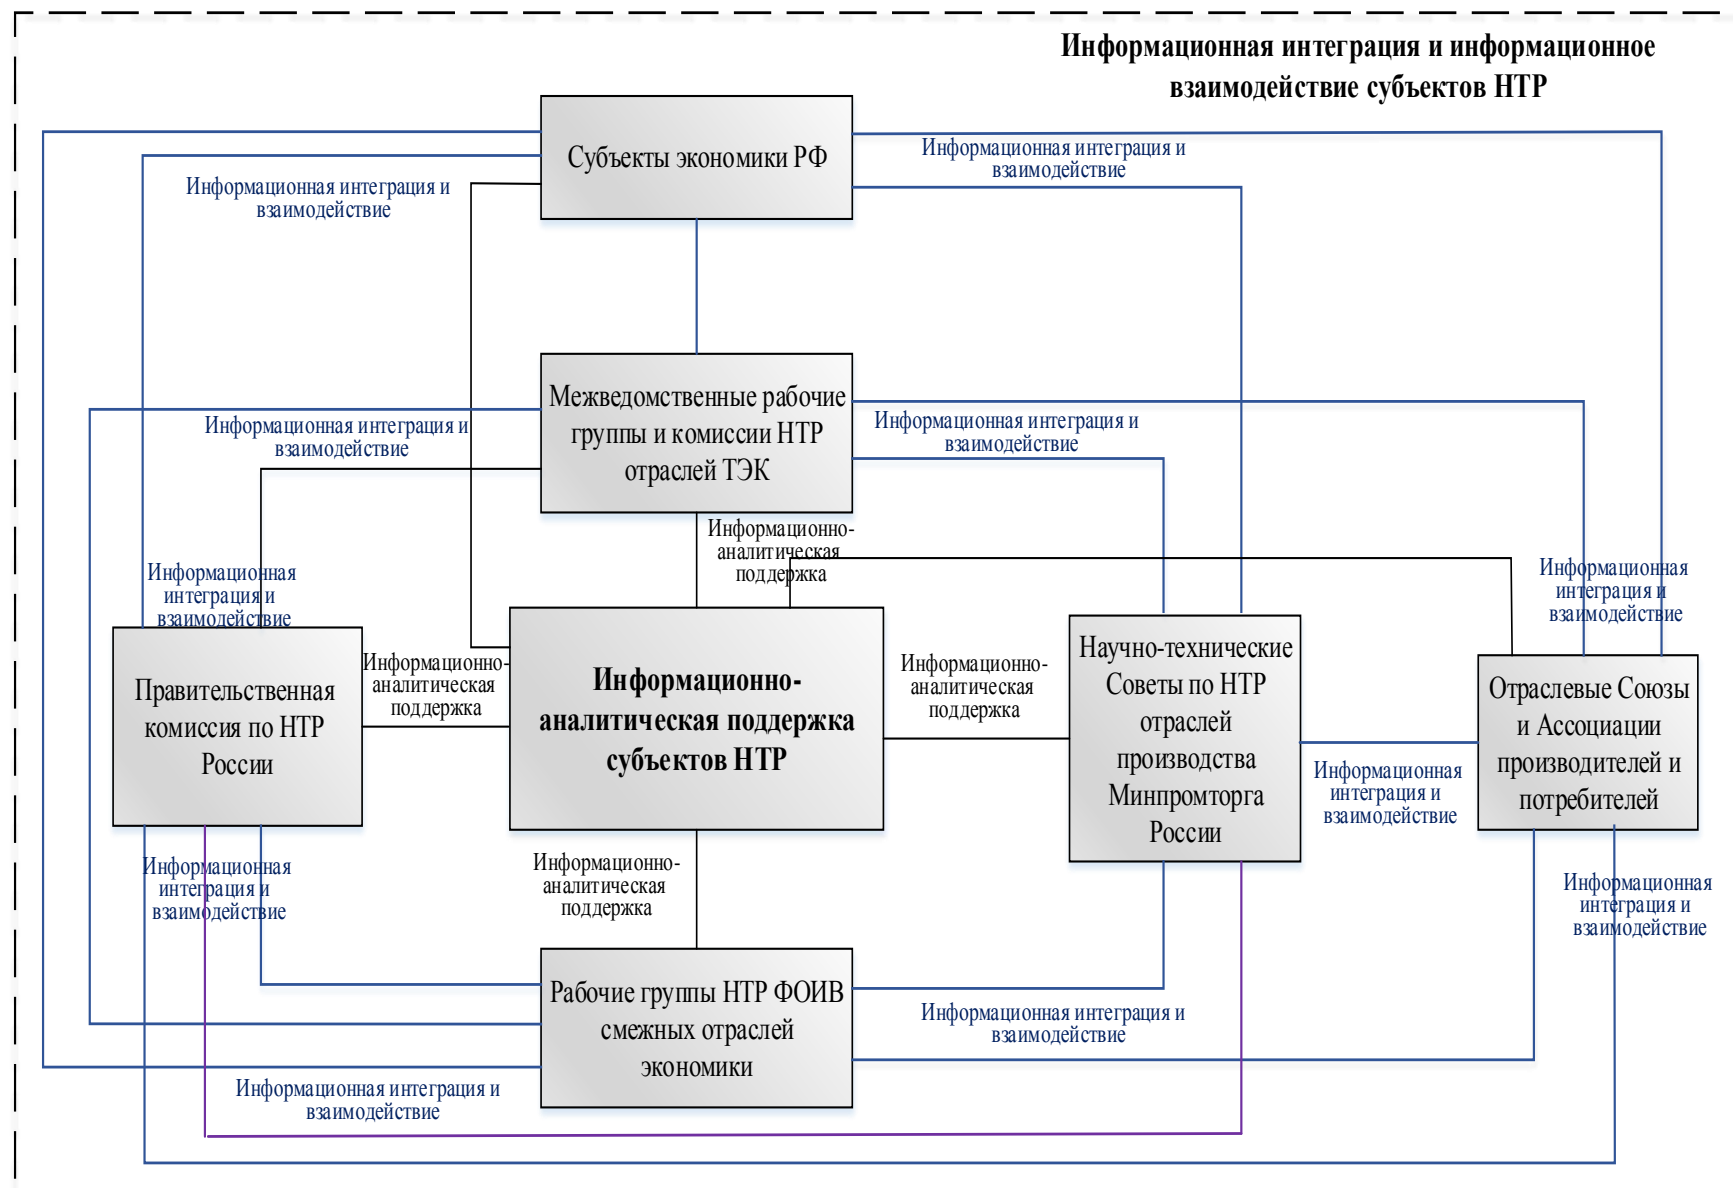 Информационная интеграция и информационное
взаимодействие субъектов НТР
Субъекты экономики РФ
Информационная интеграция и
взаимодействие
Информационная интеграция и
взаимодействие
Межведомственные рабочие
группы и комиссии НТР
отраслей ТЭК
Информационная интеграция и
взаимодействие
Информационная интеграция и
взаимодействие
Информационно-
аналитическая
поддержка
Информационная
интеграция и
взаимодействие
Информационная
интеграция и
взаимодействие
Правительственная
комиссия по НТР
России
Информационно-
аналитическая
поддержка
Информационно-
аналитическая поддержка
субъектов НТР
Информационно-
аналитическая
поддержка
Научно-технические
Советы по НТР
отраслей
производства
Минпромторга
России
Информационная
интеграция и
взаимодействие
Отраслевые Союзы
и Ассоциации
производителей и
потребителей
Информационная
интеграция и
взаимодействие
Информационно-
аналитическая
поддержка
Информационная
интеграция и
взаимодействие
Рабочие группы НТР ФОИВ
смежных отраслей
экономики
Информационная интеграция и
взаимодействие
Информационная интеграция и
взаимодействие